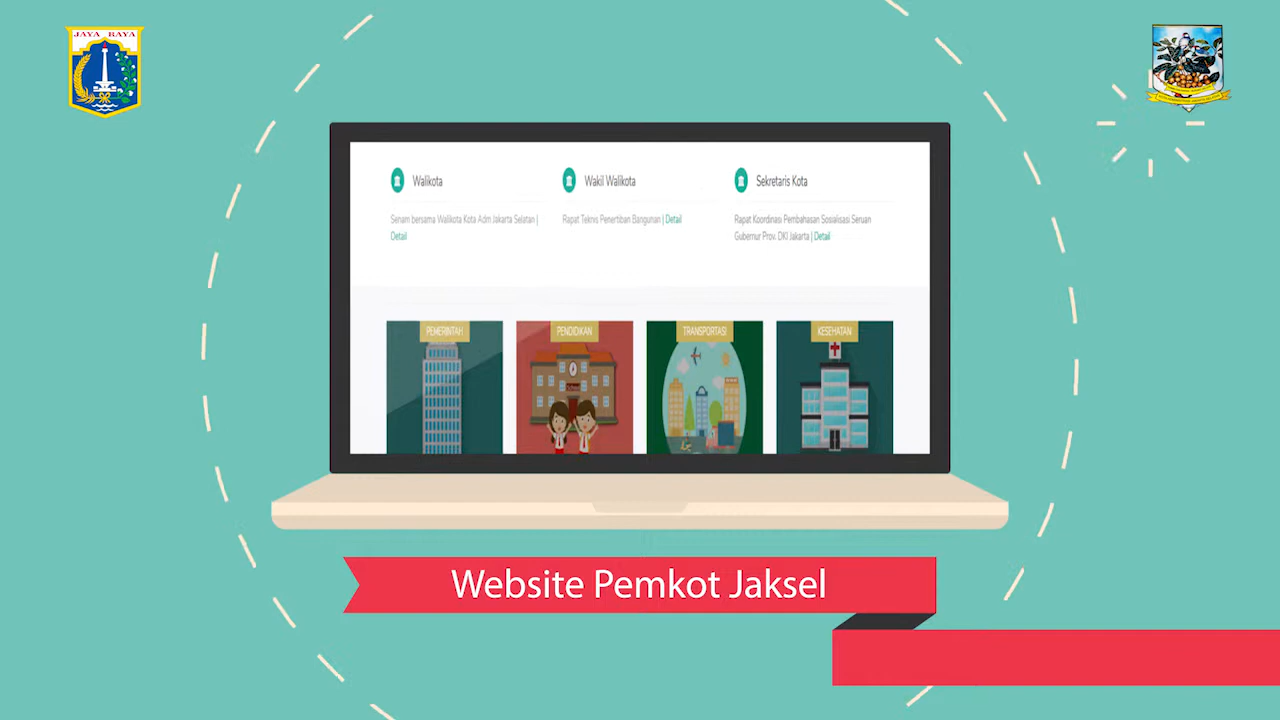 JAYA RAYA
Walikota
Wakil Walikota
Sekretaris Kota
Senam bersama Walikota Kota Adm Jakarta Selatan |
Detail
Rapat Teknis Penertiban Bangunan | Detail
Rapat Koordinasi Pembahasan Sosialisasi Seruan
Gubernur Prov. DKI Jakarta | Detail
PEMERINTAH
PENDIDIKAN
TRANSPORTASI
KESEHATAN
Website Pemkot Jaksel